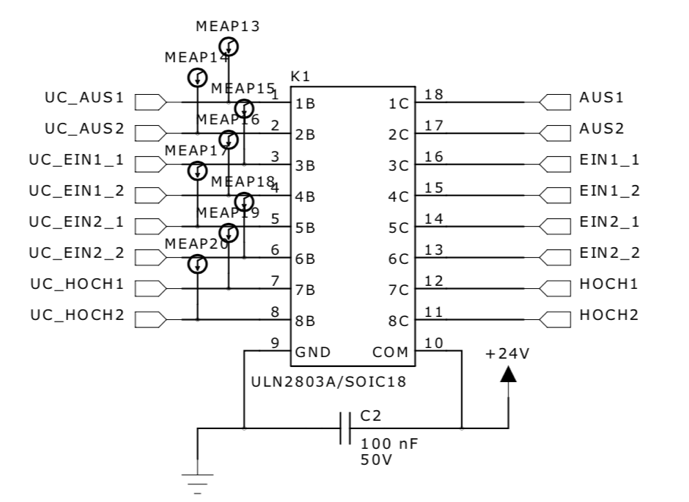 MEAP13
MEAP14
K1
UC_AUS1 MEAP15 1 1B 1C 18 AUS1
UC_AUS2 MEAP16 2 2B 2C 17 AUS2
UC_EIN1_1 MEAP17 3 3B 3C 16 EIN1_1
UC_EIN1_2 MEAP18 4 4B 4C 15 EIN1_2
UC_EIN2_1 MEAP19 5 5B 5C 14 EIN2_1
UC_EIN2_2 MEAP20 6 6B 6C 13 EIN2_2
UC_HOCH1 7 7B 7C 12 HOCH1
UC_HOCH2 8 8B 8C 11 HOCH2
9 GND COM 10 +24V
ULN2803A/SOIC18
C2
100 nF
50V